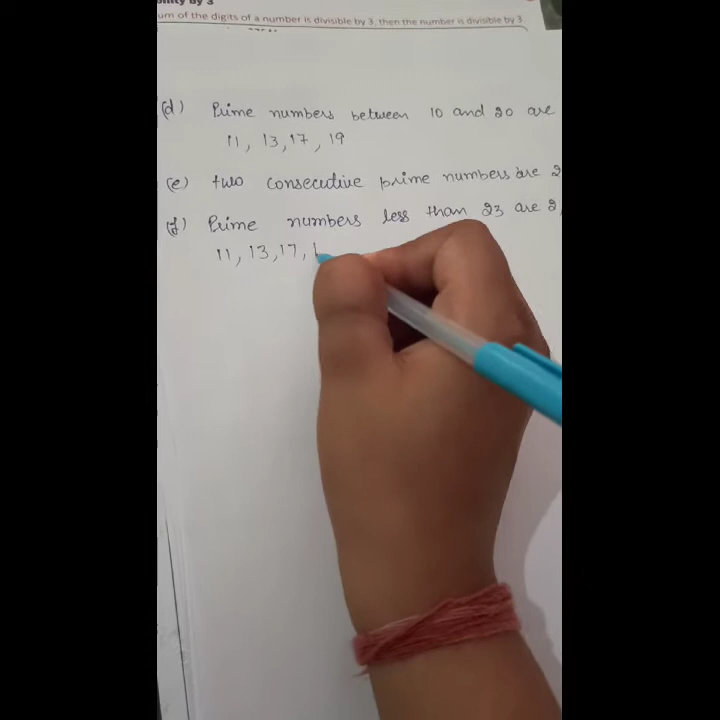 um of the digits of a number is divisible by 3, then the number is divisible by 3
(d) Prime numbers between 10 and 20 are
11, 13, 17, 19
(e) two consecutive prime numbers are 2
(f) Prime numbers less than 23 are 2,
11, 13, 17, 1